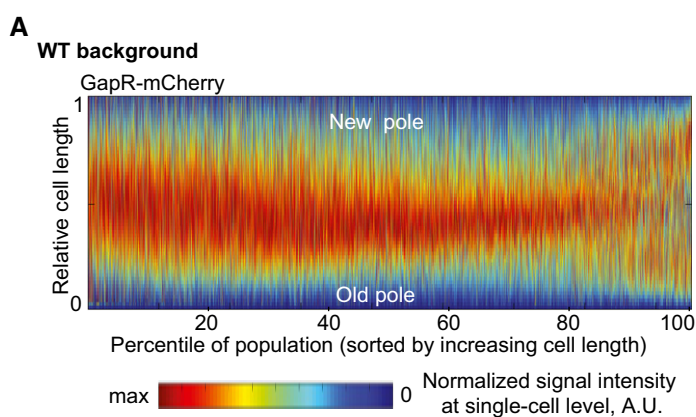 A
WT background
GapR-mCherry
1
New pole
Relative cell length
Old pole
0
20 40 60 80 100
Percentile of population (sorted by increasing cell length)
max
0
Normalized signal intensity
at single-cell level, A.U.